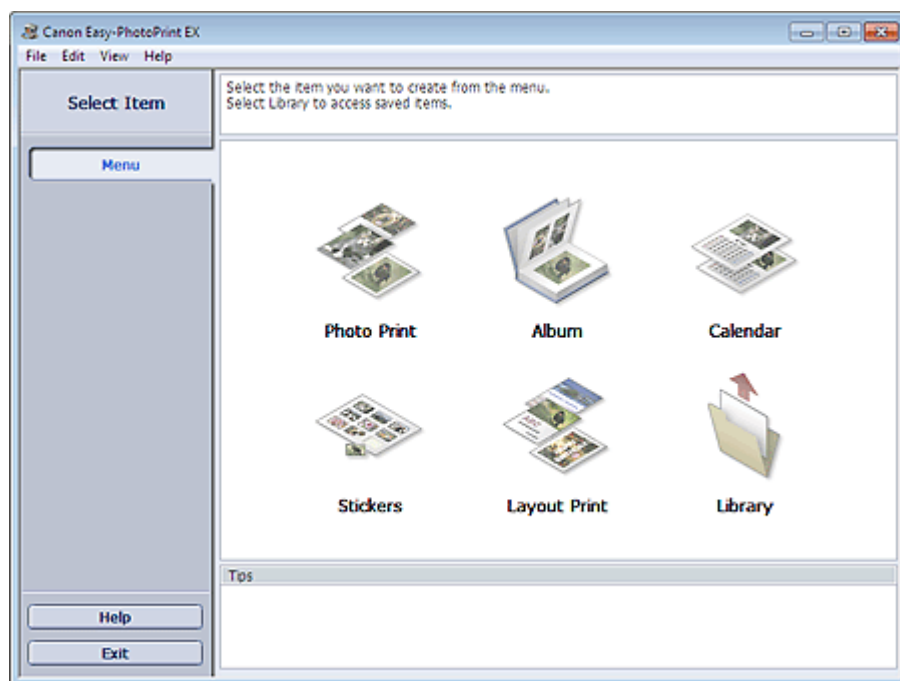 Canon Easy-PhotoPrint EX
File Edit View Help
Select Item
Select the item you want to create from the menu.
Select Library to access saved items.
Menu
Photo Print
Album
Calendar
Stickers
Layout Print
Library
Tips
Help
Exit
ABC